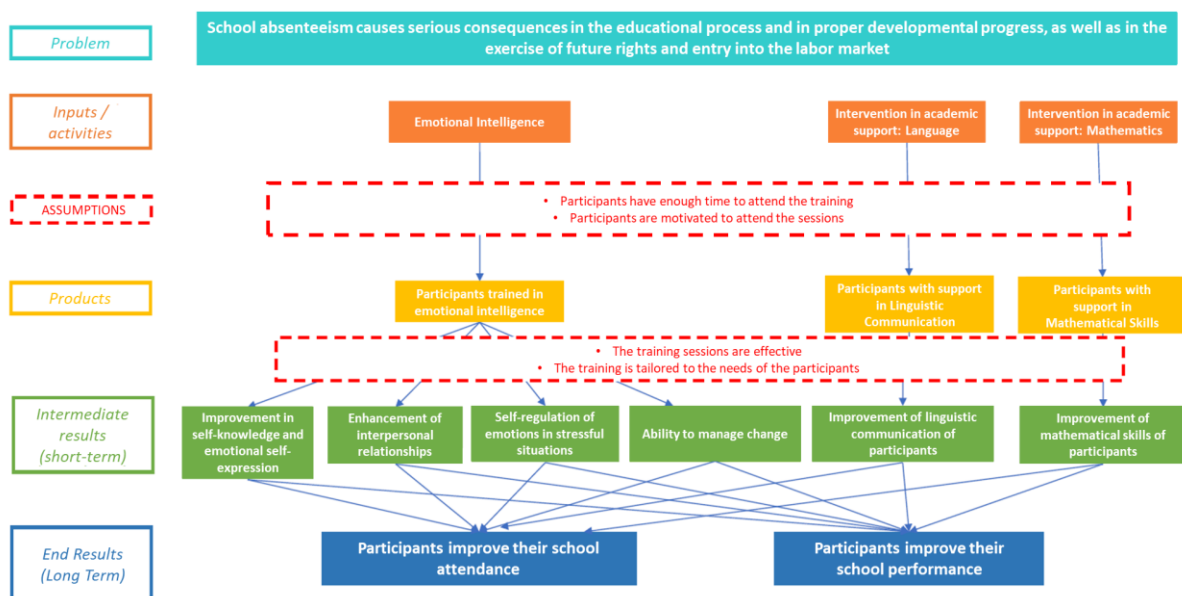 Problem
School absenteeism causes serious consequences in the educational process and in proper developmental progress, as well as in the
exercise of future rights and entry into the labor market
Inputs /
activities
Emotional Intelligence
Intervention in academic
support: Language
Intervention in academic
support: Mathematics
ASSUMPTIONS
• Participants have enough time to attend the training
• Participants are motivated to attend the sessions
Products
Participants trained in
emotional intelligence
Participants with support
in Linguistic
Communication
Participants with
support in
Mathematical Skills
• The training sessions are effective
• The training is tailored to the needs of the participants
Intermediate
results
(short-term)
Improvement in
self-knowledge and
emotional self-
expression
Enhancement of
interpersonal
relationships
Self-regulation of
emotions in stressful
situations
Ability to manage change
Improvement of linguistic
communication of
participants
Improvement of
mathematical skills of
participants
End Results
(Long Term)
Participants improve their school
attendance
Participants improve their
school performance